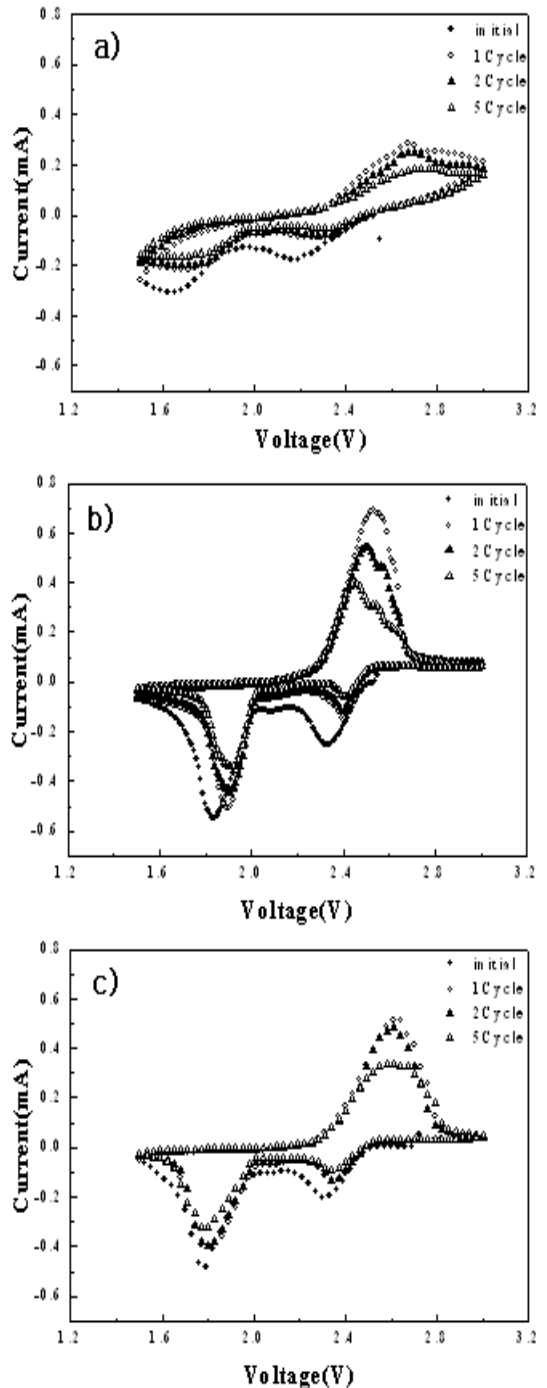 a)
initial
1 Cycle
2 Cycle
5 Cycle
0.8
0.6
0.4
0.2
0.0
-0.2
-0.4
-0.6
Current(mA)
1.2 1.6 2.0 2.4 2.8 3.2
Voltage(V)
b)
initial
1 Cycle
2 Cycle
5 Cycle
0.8
0.6
0.4
0.2
0.0
-0.2
-0.4
-0.6
Current(mA)
1.2 1.6 2.0 2.4 2.8 3.2
Voltage(V)
c)
initial
1 Cycle
2 Cycle
5 Cycle
0.8
0.6
0.4
0.2
0.0
-0.2
-0.4
-0.6
Current(mA)
1.2 1.6 2.0 2.4 2.8 3.2
Voltage(V)